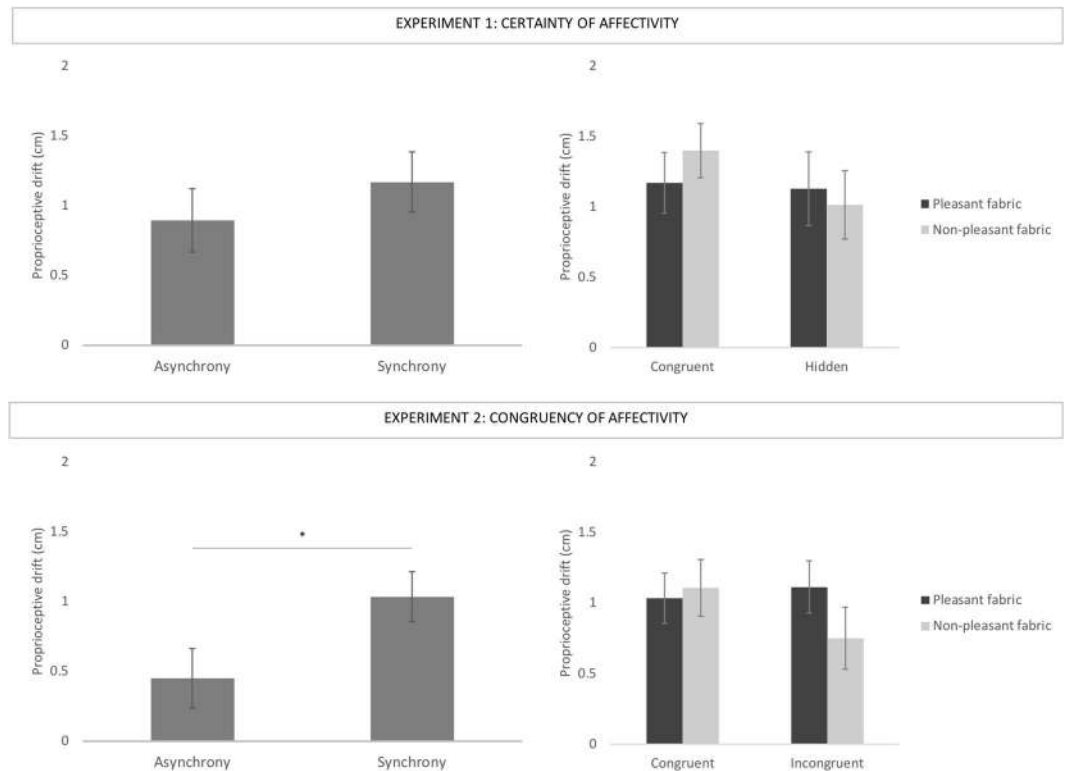 EXPERIMENT 1: CERTAINTY OF AFFECTIVITY
Proprioceptive drift (cm)
2
1.5
1
0.5
0
Asynchrony
Synchrony
Proprioceptive drift (cm)
2
1.5
1
0.5
0
Congruent
Hidden
Pleasant fabric
Non-pleasant fabric
EXPERIMENT 2: CONGRUENCY OF AFFECTIVITY
Proprioceptive drift (cm)
2
1.5
1
0.5
0
*
Asynchrony
Synchrony
Proprioceptive drift (cm)
2
1.5
1
0.5
0
Congruent
Incongruent
Pleasant fabric
Non-pleasant fabric